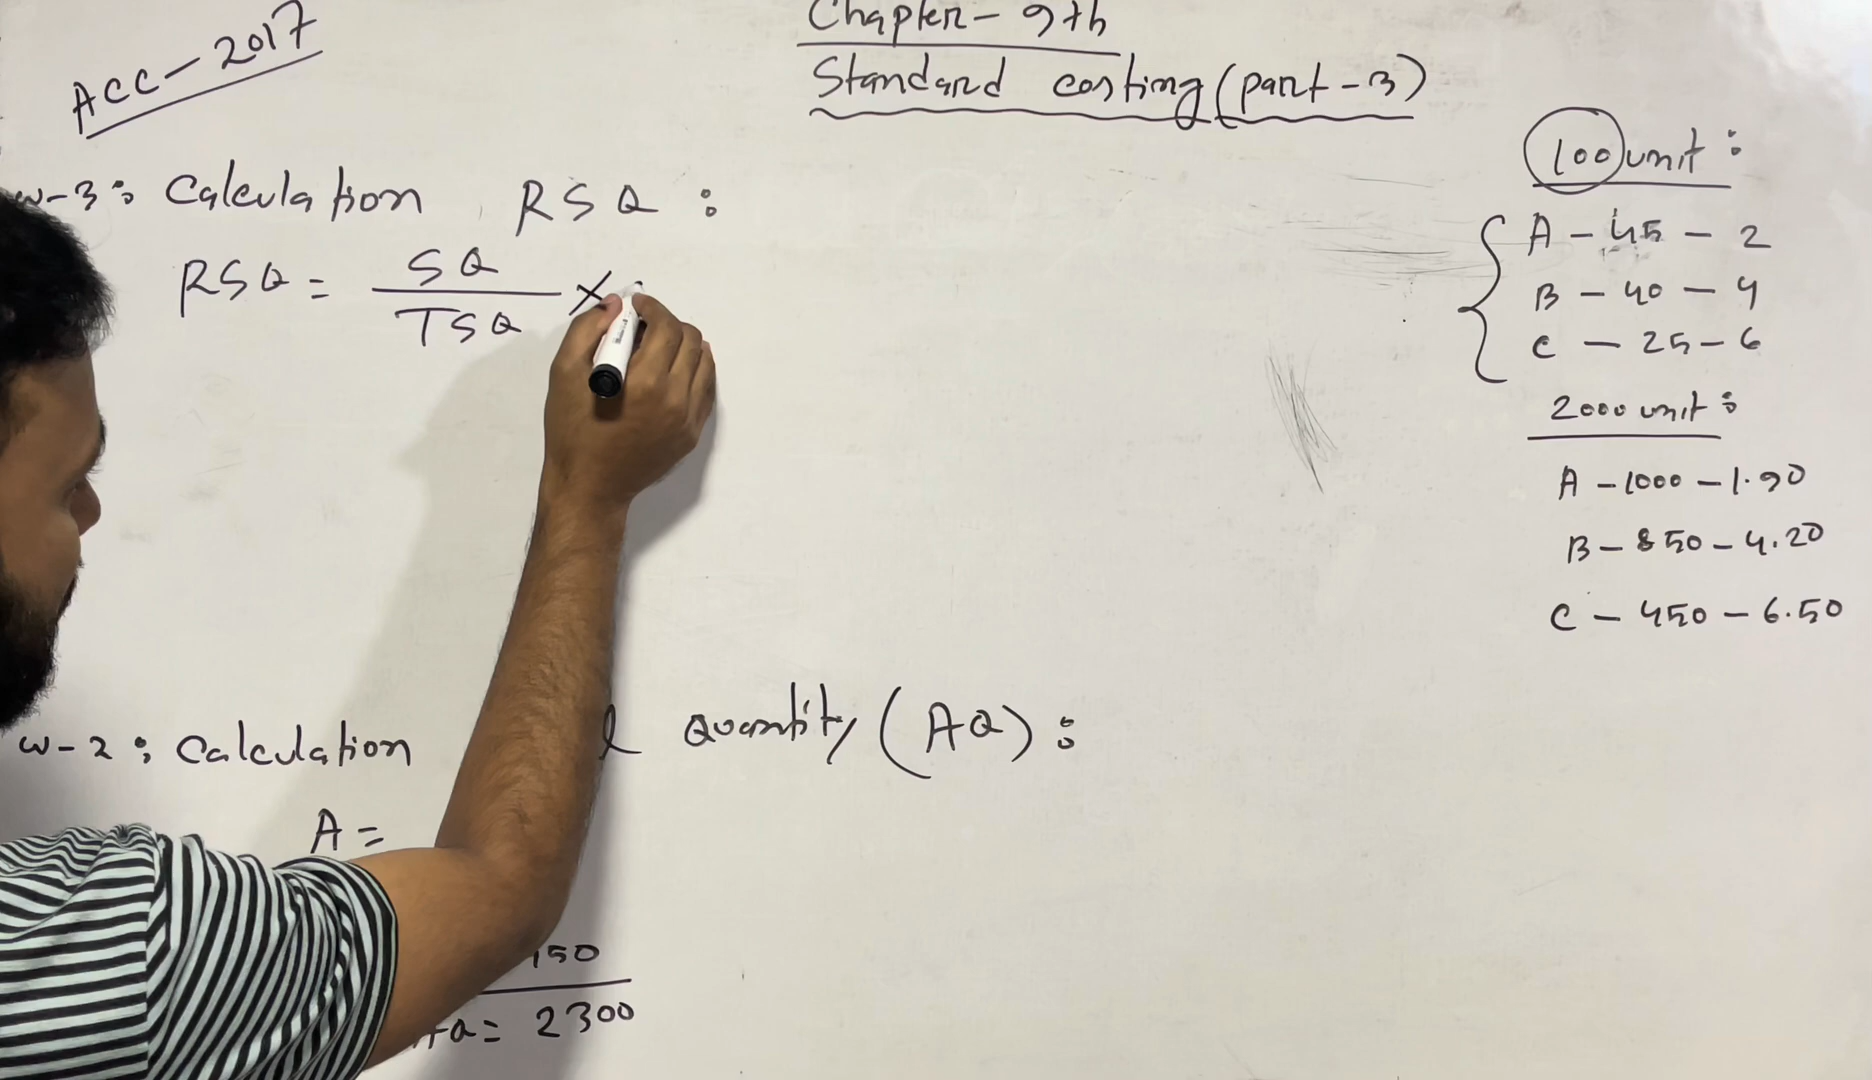 ACC-2017
Chapter-9th
Standard costing (part-3)
w-3: Calculation RSQ:
RSQ = SQ / TSQ ×
100 unit:
A - 45 - 2
B - 40 - 4
C - 25 - 6
2000 unit:
A - 1000 - 1.90
B - 850 - 4.20
C - 450 - 6.50
w-2: Calculation l quantity (AQ):
A =
450
= 2300